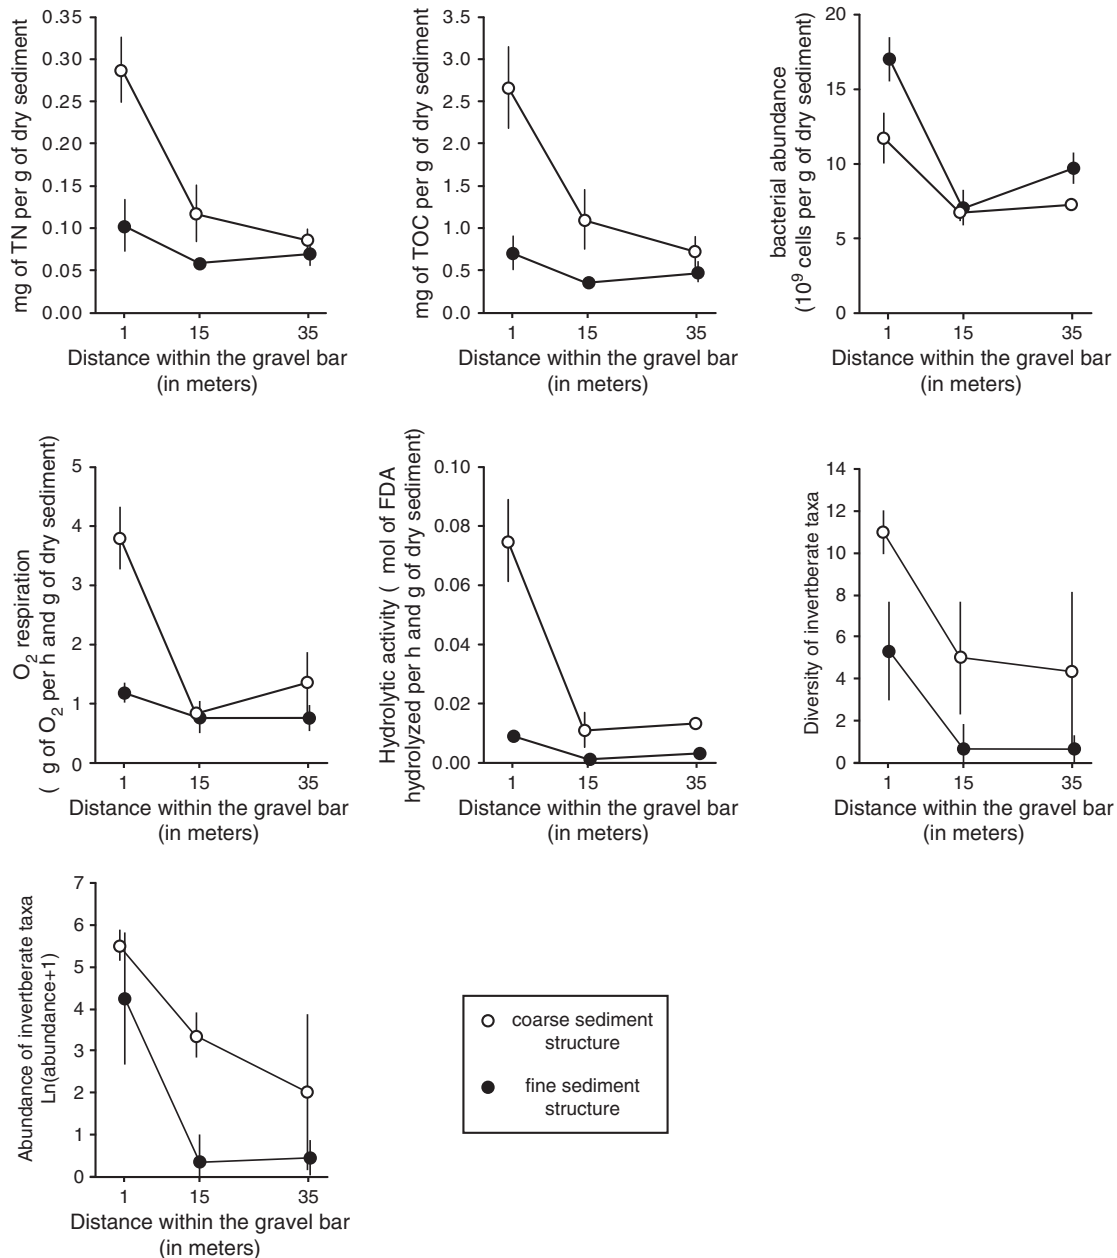 mg of TN per g of dry sediment
0.35
0.30
0.25
0.20
0.15
0.10
0.05
0.00
1 15 35
Distance within the gravel bar
(in meters)
mg of TOC per g of dry sediment
3.5
3.0
2.5
2.0
1.5
1.0
0.5
0.0
1 15 35
Distance within the gravel bar
(in meters)
bacterial abundance
(10⁹ cells per g of dry sediment)
20
15
10
5
0
1 15 35
Distance within the gravel bar
(in meters)
O₂ respiration
( g of O₂ per h and g of dry sediment)
5
4
3
2
1
0
1 15 35
Distance within the gravel bar
(in meters)
Hydrolytic activity ( mol of FDA
hydrolyzed per h and g of dry sediment)
0.10
0.08
0.06
0.04
0.02
0.00
1 15 35
Distance within the gravel bar
(in meters)
Diversity of invertberate taxa
14
12
10
8
6
4
2
0
1 15 35
Distance within the gravel bar
(in meters)
Abundance of invertberate taxa
Ln(abundance+1)
7
6
5
4
3
2
1
0
1 15 35
Distance within the gravel bar
(in meters)
coarse sediment
structure
fine sediment
structure